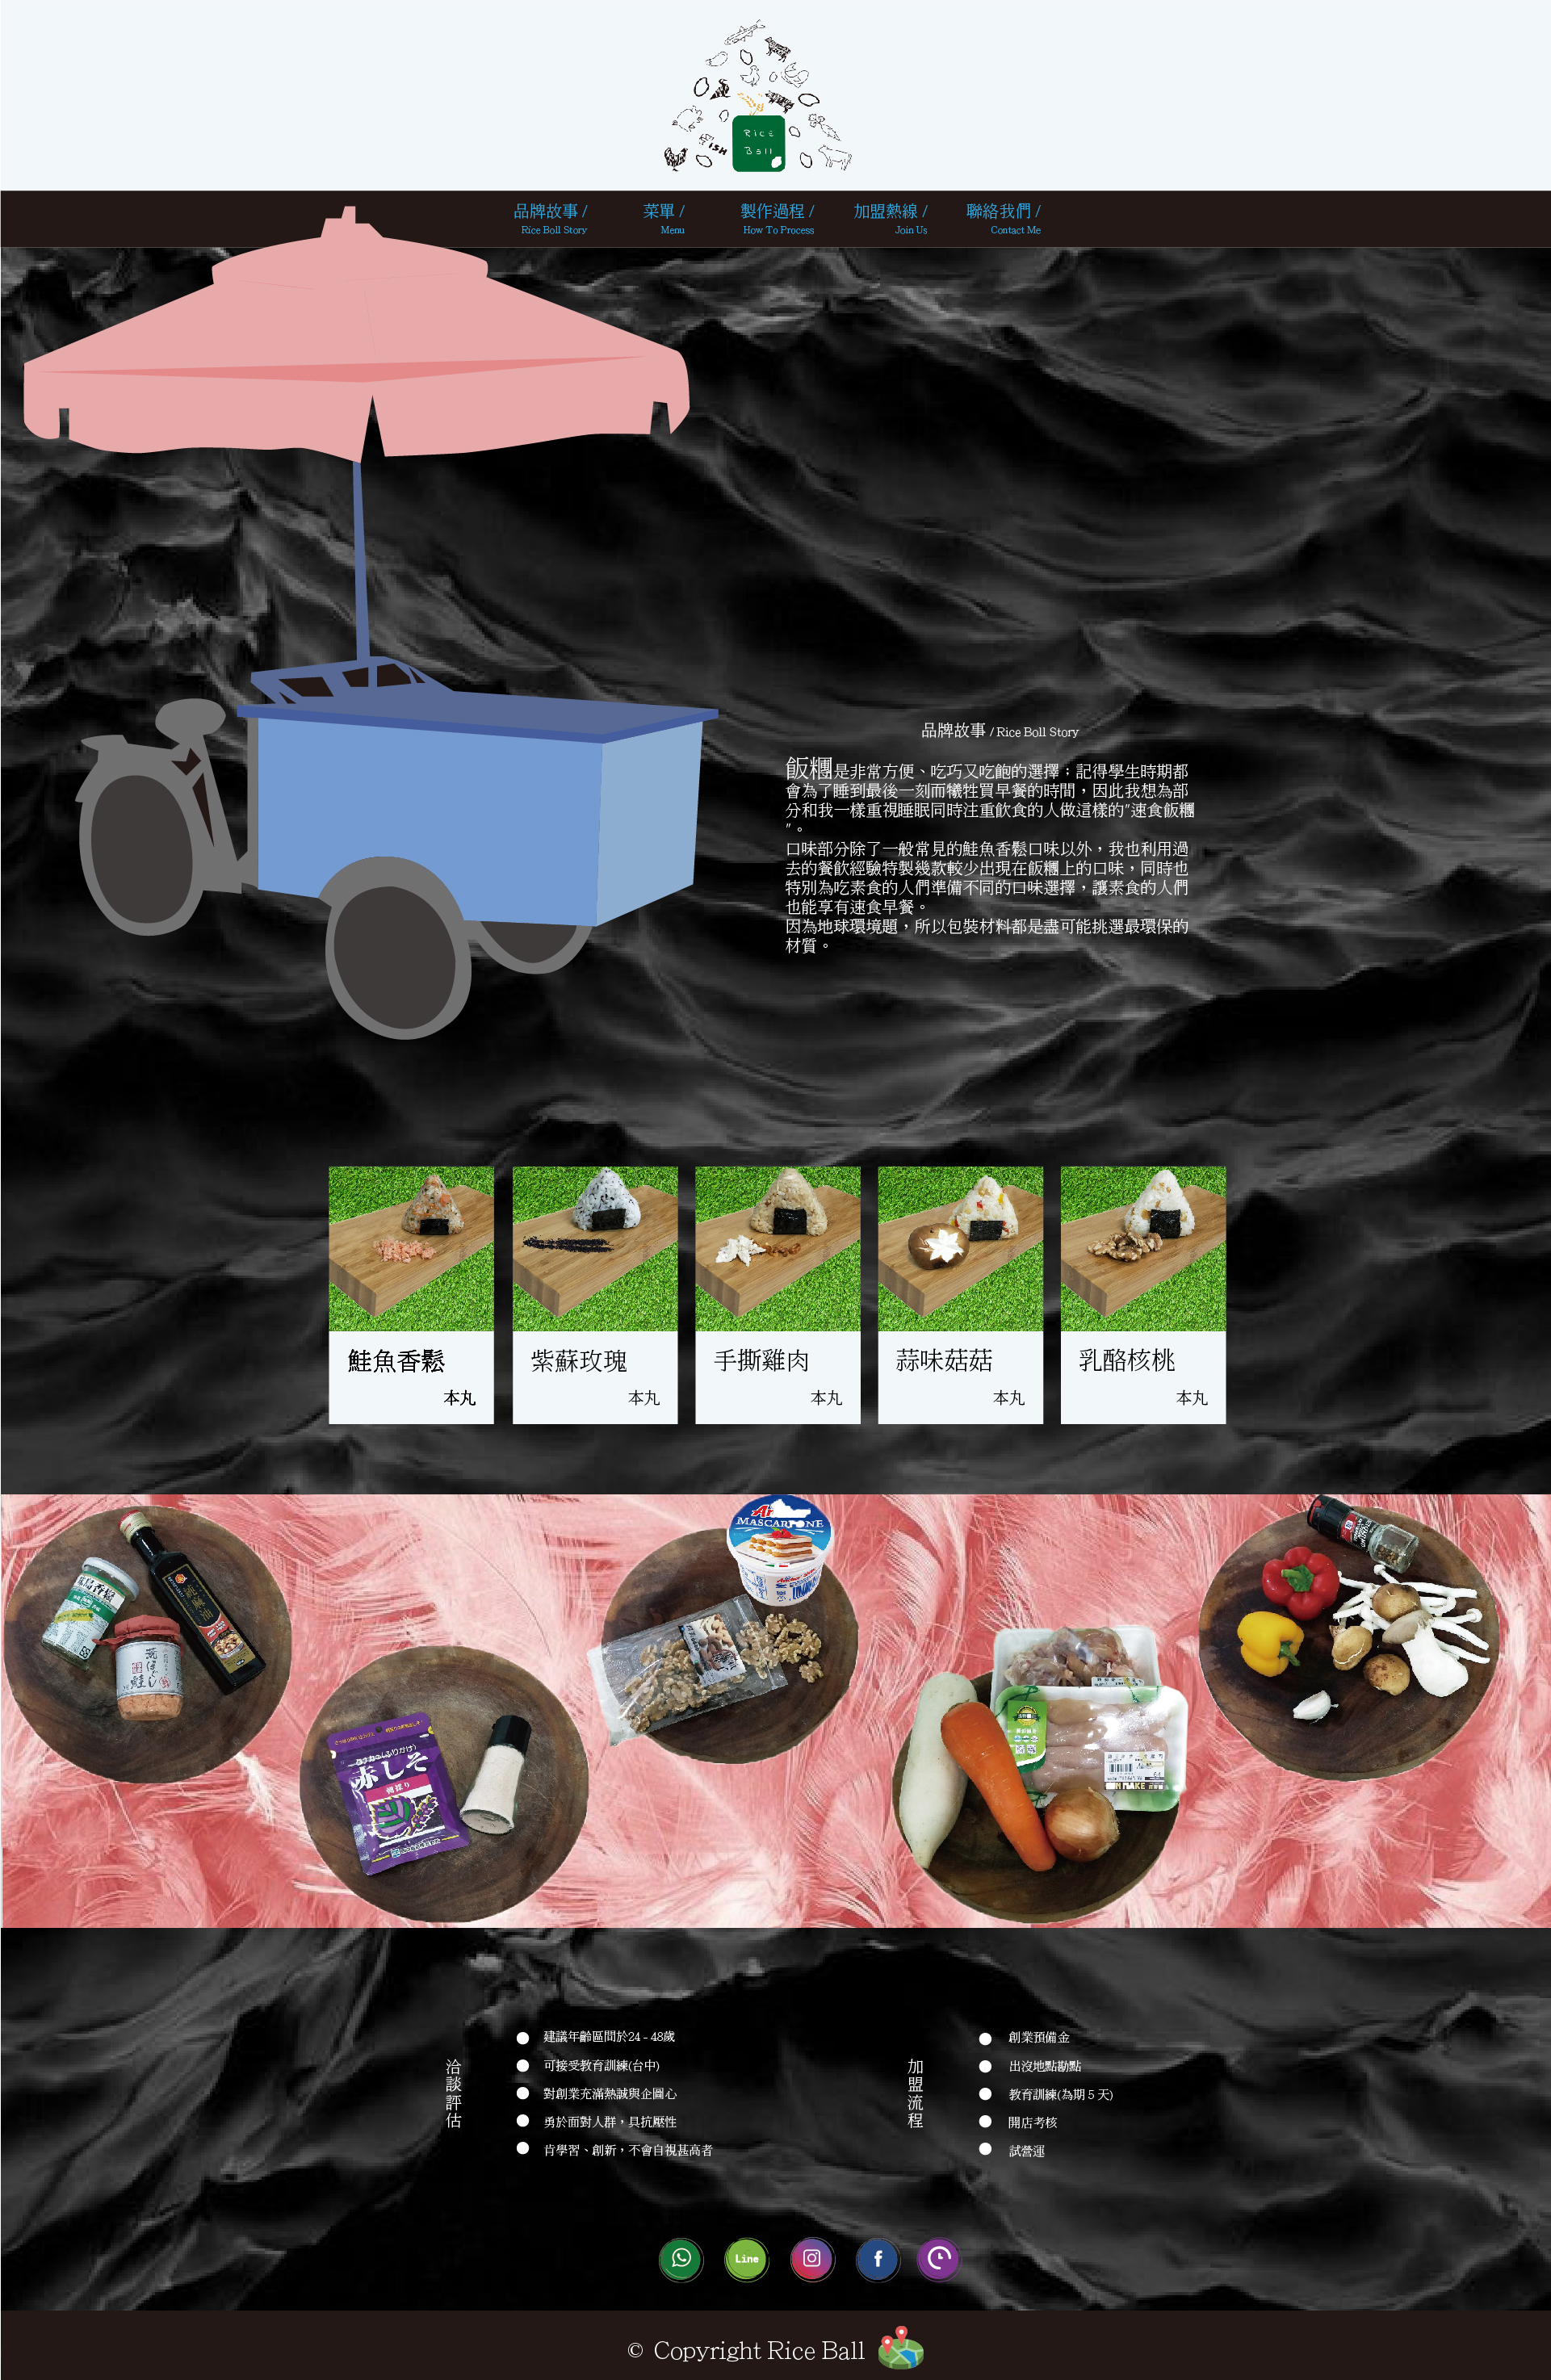 Rice
Ball
ISH
品牌故事 /
Rice Boll Story
菜單 /
Menu
製作過程 /
How To Process
加盟熱線 /
Join Us
聯絡我們 /
Contact Me
品牌故事 / Rice Boll Story
飯糰是非常方便、吃巧又吃飽的選擇；記得學生時期都
會為了睡到最後一刻而犧牲買早餐的時間，因此我想為部
分和我一樣重視睡眠同時注重飲食的人做這樣的"速食飯糰
"。
口味部分除了一般常見的鮭魚香鬆口味以外，我也利用過
去的餐飲經驗特製幾款較少出現在飯糰上的口味，同時也
特別為吃素食的人們準備不同的口味選擇，讓素食的人們
也能享有速食早餐。
因為地球環境題，所以包裝材料都是盡可能挑選最環保的
材質。
鮭魚香鬆
本丸
紫蘇玫瑰
本丸
手撕雞肉
本丸
蒜味菇菇
本丸
乳酪核桃
本丸
MASCARPONE
荒ほぐし
鮭
赤しそ
洽談評估
建議年齡區間於24 - 48歲
可接受教育訓練(台中)
對創業充滿熱誠與企圖心
勇於面對人群，具抗壓性
肯學習、創新，不會自視甚高者
加盟流程
創業預備金
出沒地點勘點
教育訓練(為期 5 天)
開店考核
試營運
Line
© Copyright Rice Ball